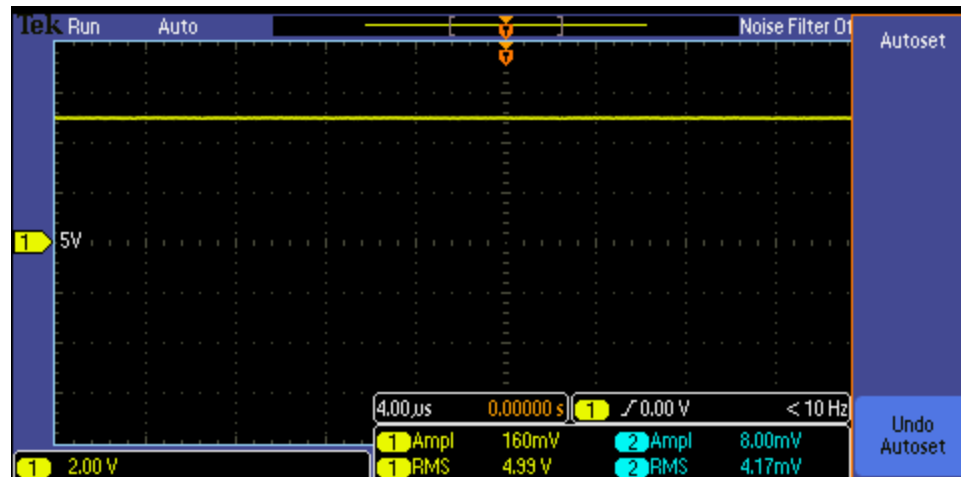 Tek Run Auto Noise Filter Of
Autoset
T
T
1 5V
4.00µs 0.00000 s 1 / 0.00 V < 10 Hz
1 Ampl 160mV 2 Ampl 8.00mV
1 2.00 V 1 RMS 4.99 V 2 RMS 4.17mV
Undo
Autoset